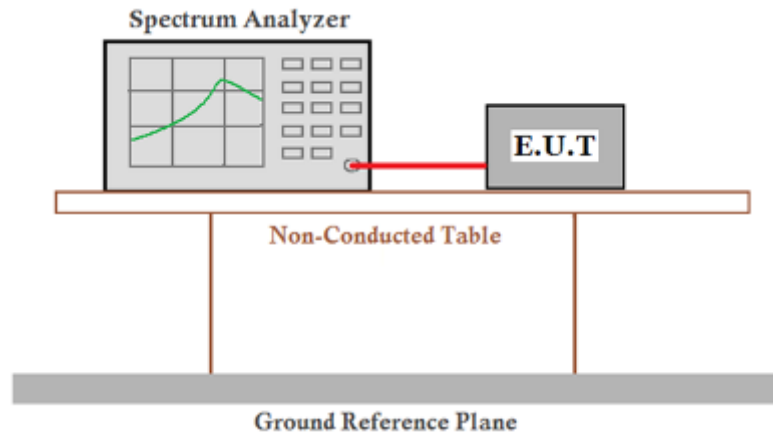 Spectrum Analyzer
E.U.T
Non-Conducted Table
Ground Reference Plane